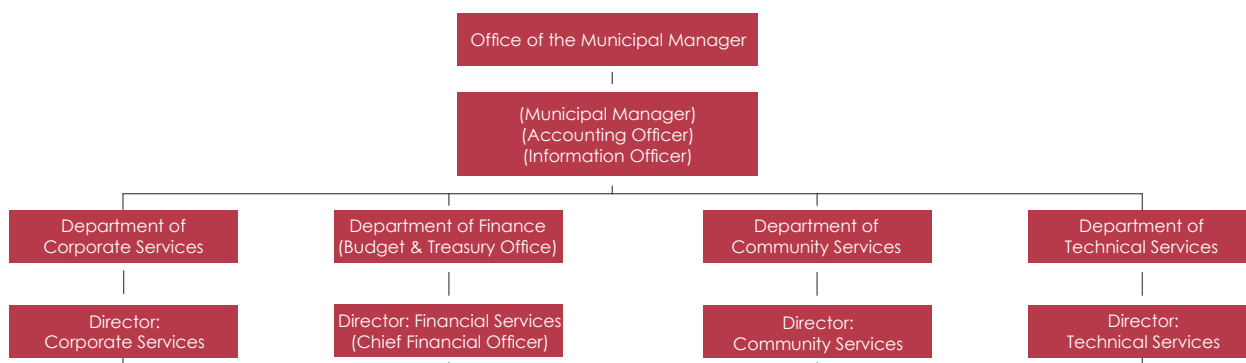 Office of the Municipal Manager
(Municipal Manager)
(Accounting Officer)
(Information Officer)
Department of
Corporate Services
Department of Finance
(Budget & Treasury Office)
Department of
Community Services
Department of
Technical Services
Director:
Corporate Services
Director: Financial Services
(Chief Financial Officer)
Director:
Community Services
Director:
Technical Services